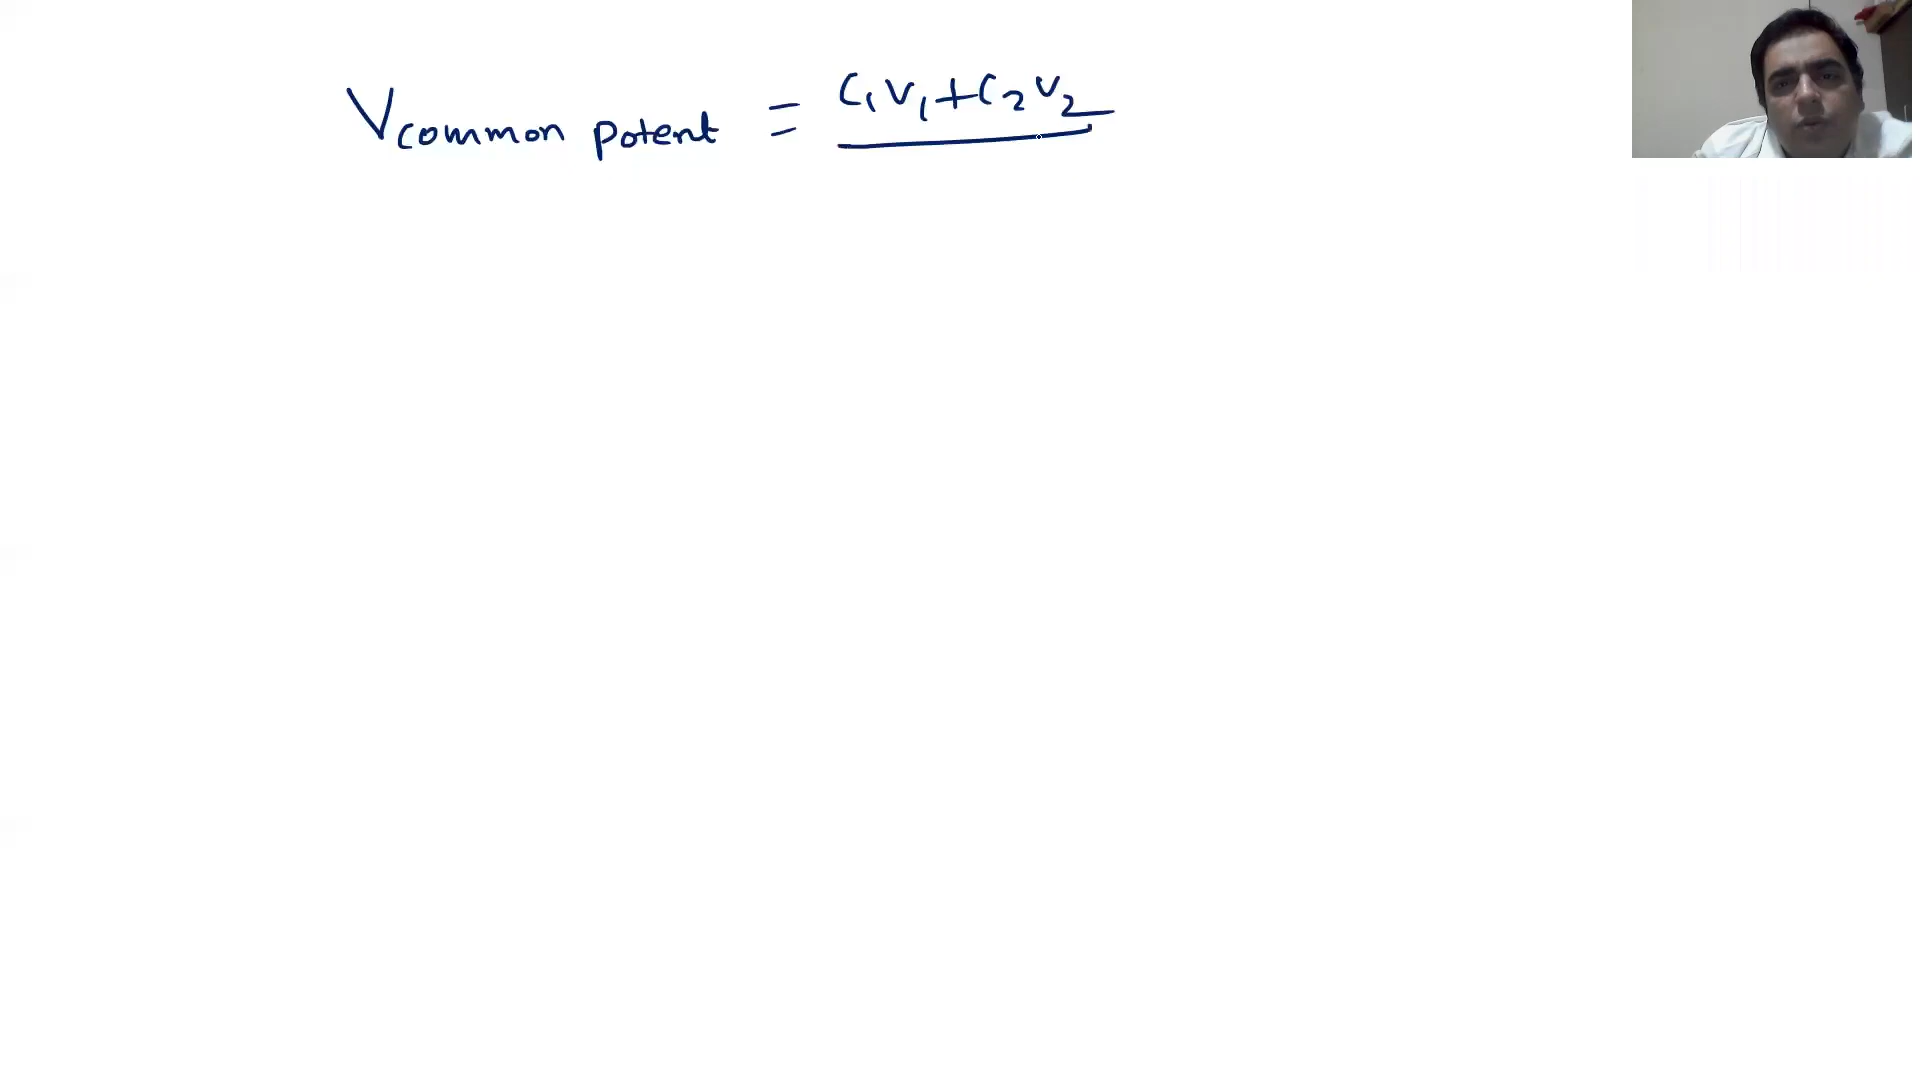 V common potent = C₁V₁+C₂V₂